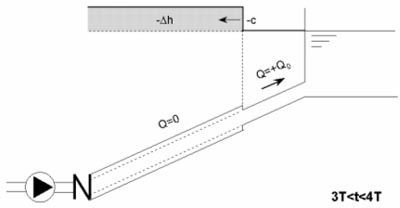 -Δh
-c
Q=+Q₀
Q=0
N
3T<t<4T